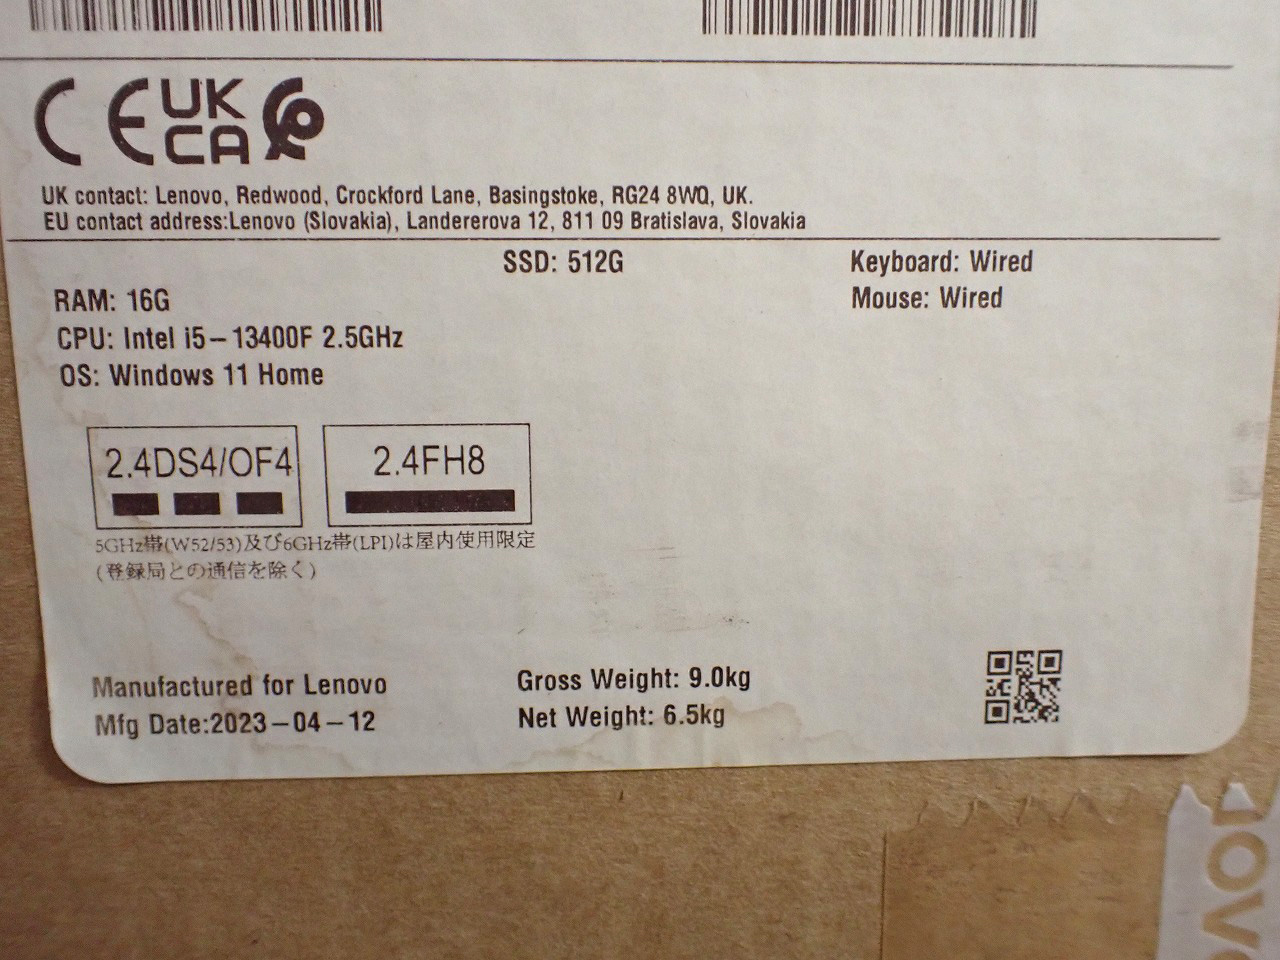 CE UK
CA
UK contact: Lenovo, Redwood, Crockford Lane, Basingstoke, RG24 8WQ, UK.
EU contact address:Lenovo (Slovakia), Landererova 12, 811 09 Bratislava, Slovakia
SSD: 512G
Keyboard: Wired
Mouse: Wired
RAM: 16G
CPU: Intel i5-13400F 2.5GHz
OS: Windows 11 Home
2.4DS4/OF4
2.4FH8
5GHz帯(W52/53)及び6GHz帯(LPI)は屋内使用限定
(登録局との通信を除く)
Manufactured for Lenovo
Mfg Date:2023-04-12
Gross Weight: 9.0kg
Net Weight: 6.5kg